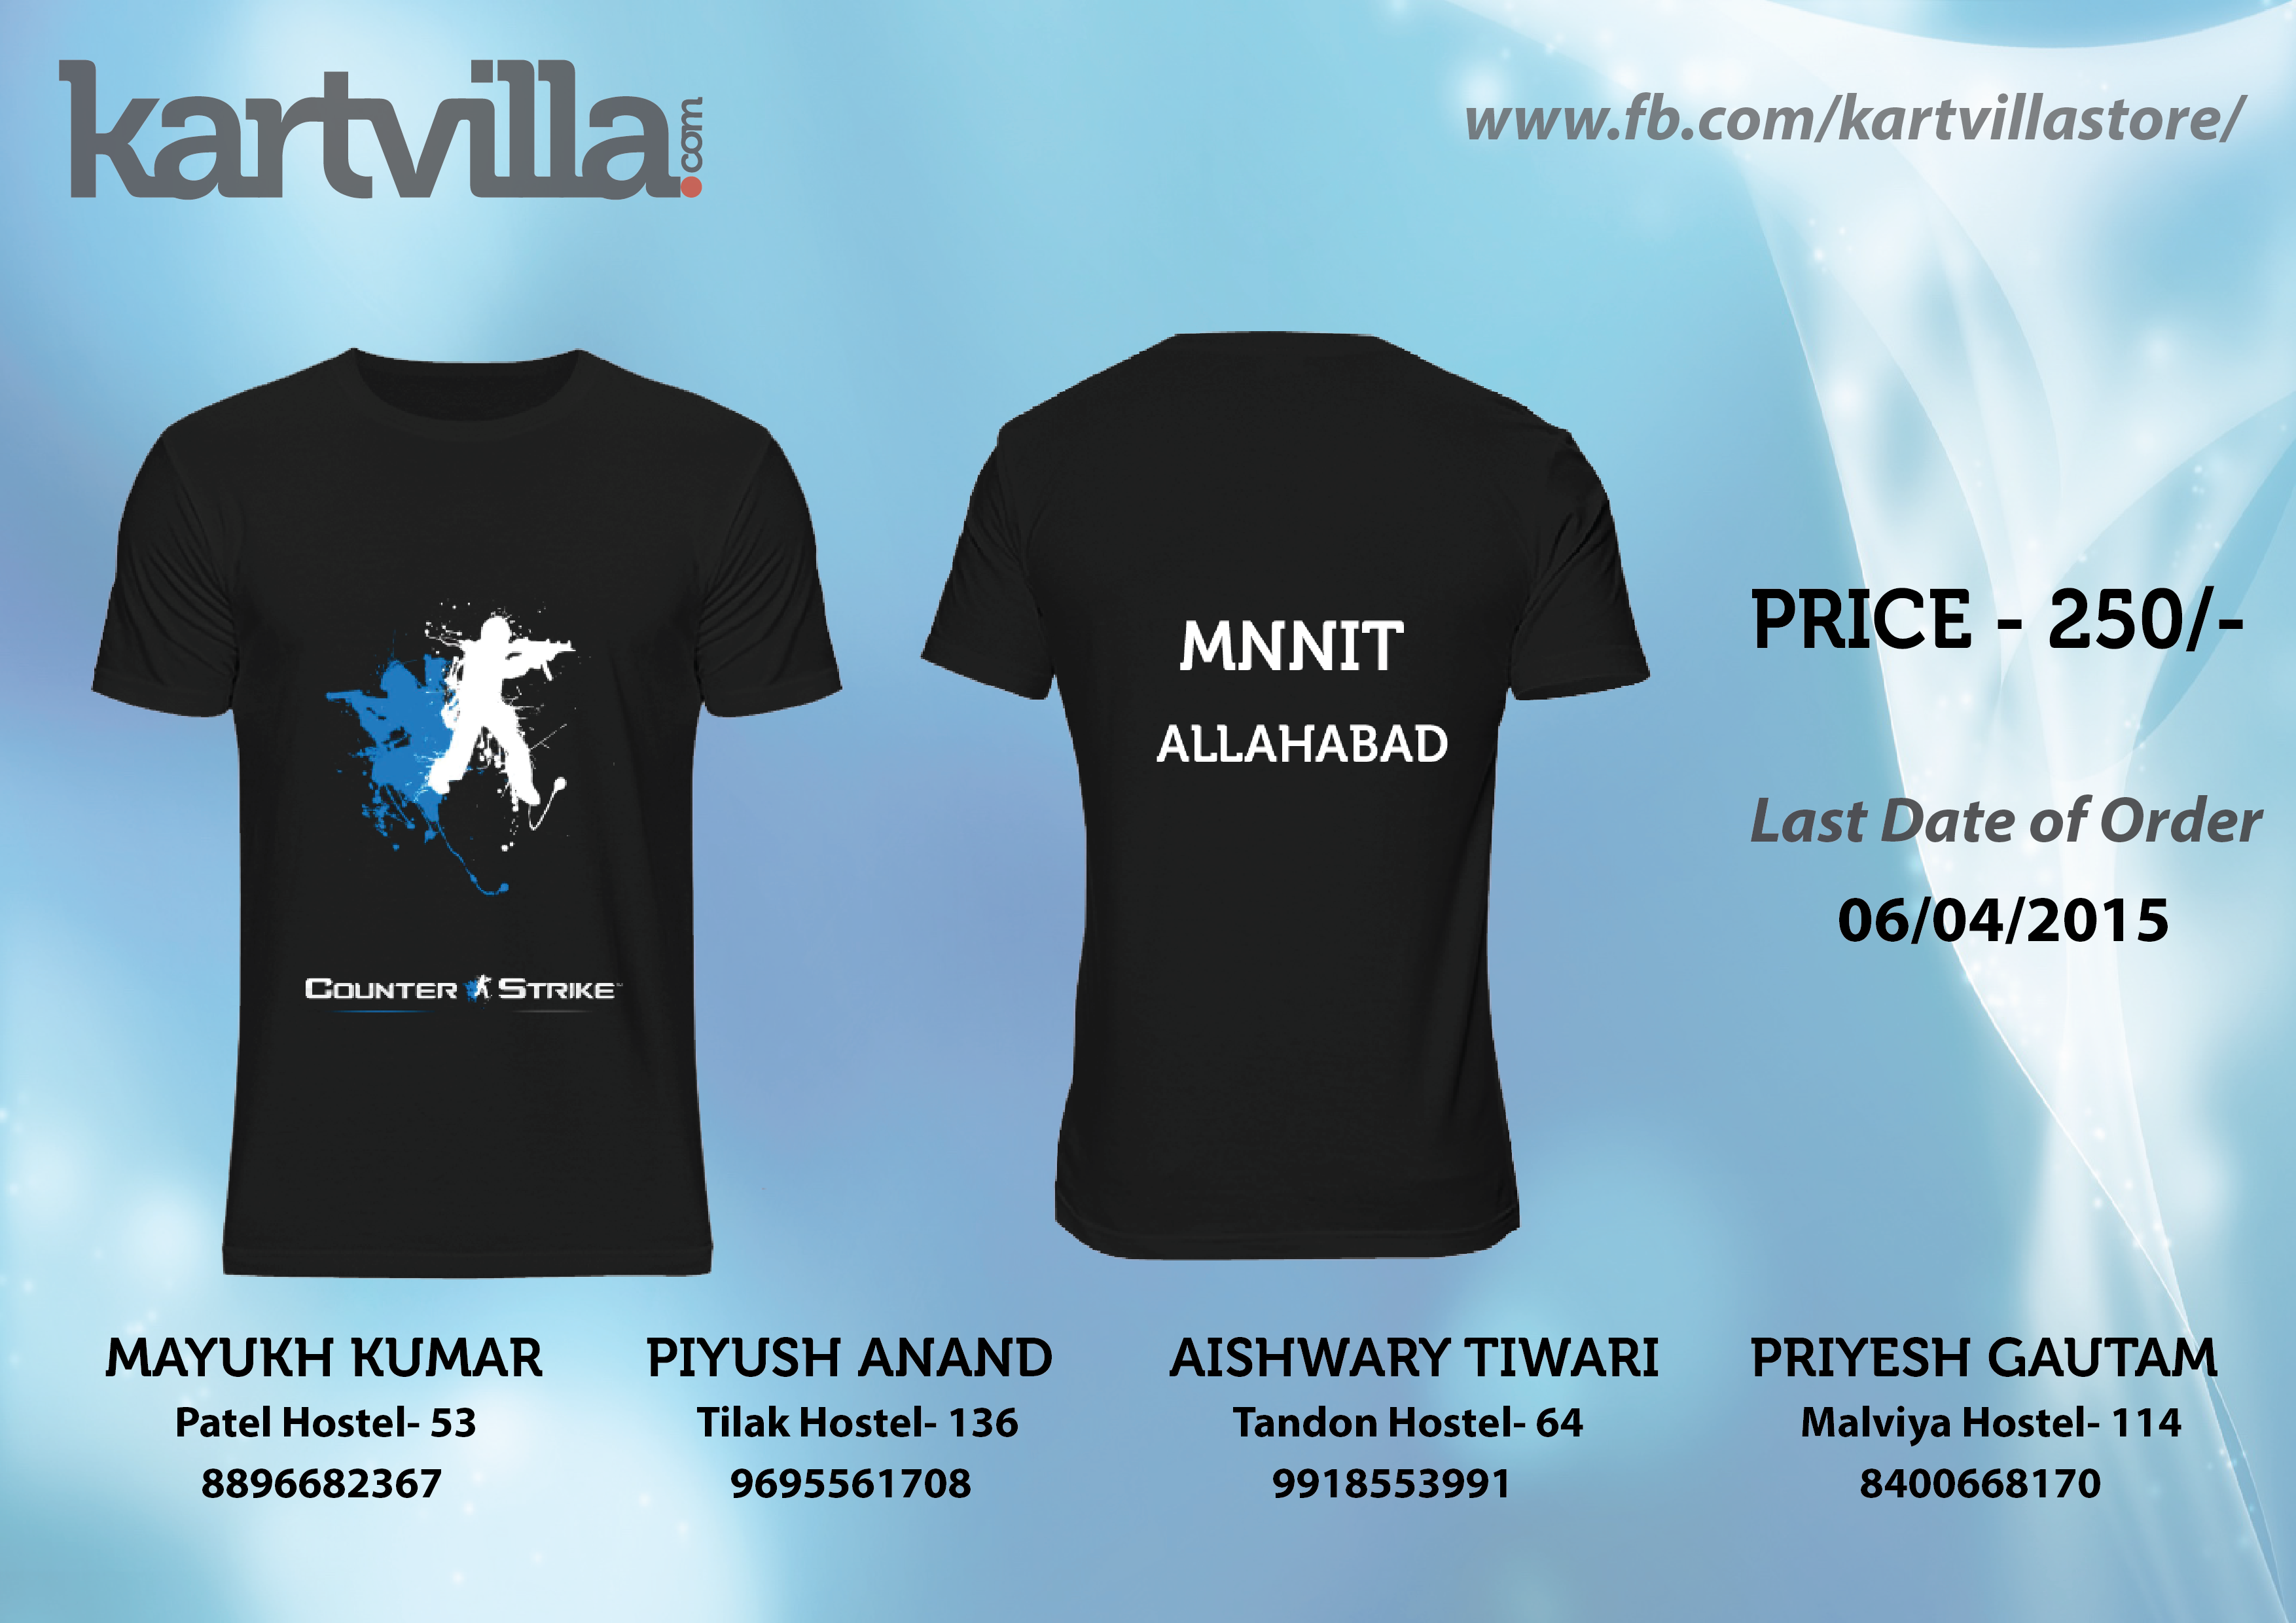 kartvilla.com
www.fb.com/kartvillastore/
COUNTER STRIKE
MNNIT
ALLAHABAD
PRICE - 250/-
Last Date of Order
06/04/2015
MAYUKH KUMAR
Patel Hostel- 53
8896682367
PIYUSH ANAND
Tilak Hostel- 136
9695561708
AISHWARY TIWARI
Tandon Hostel- 64
9918553991
PRIYESH GAUTAM
Malviya Hostel- 114
8400668170